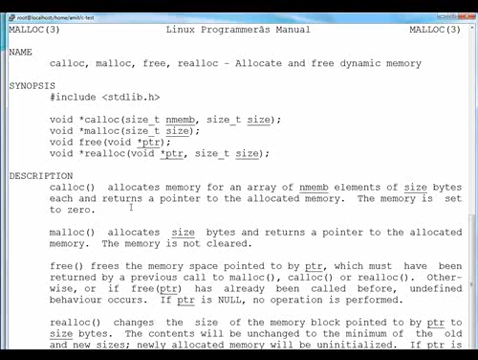 root@localhost:/home/amit/c-test
MALLOC(3) Linux Programmerâs Manual MALLOC(3)
NAME
calloc, malloc, free, realloc - Allocate and free dynamic memory
SYNOPSIS
#include <stdlib.h>
void *calloc(size_t nmemb, size_t size);
void *malloc(size_t size);
void free(void *ptr);
void *realloc(void *ptr, size_t size);
DESCRIPTION
calloc() allocates memory for an array of nmemb elements of size bytes
each and returns a pointer to the allocated memory. The memory is set
to zero.
malloc() allocates size bytes and returns a pointer to the allocated
memory. The memory is not cleared.
free() frees the memory space pointed to by ptr, which must have been
returned by a previous call to malloc(), calloc() or realloc(). Other-
wise, or if free(ptr) has already been called before, undefined
behaviour occurs. If ptr is NULL, no operation is performed.
realloc() changes the size of the memory block pointed to by ptr to
size bytes. The contents will be unchanged to the minimum of the old
and new sizes; newly allocated memory will be uninitialized. If ptr is